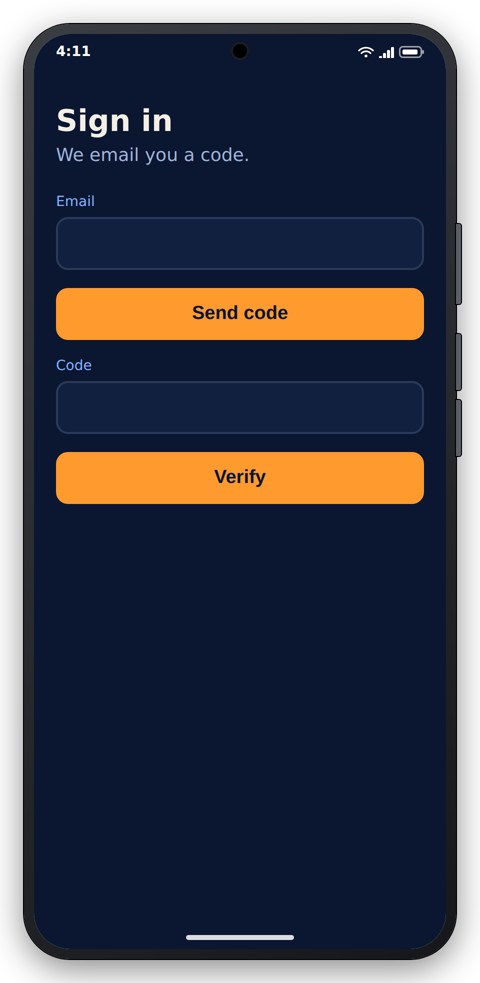 4:11
Sign in
We email you a code.
Email
Send code
Code
Verify